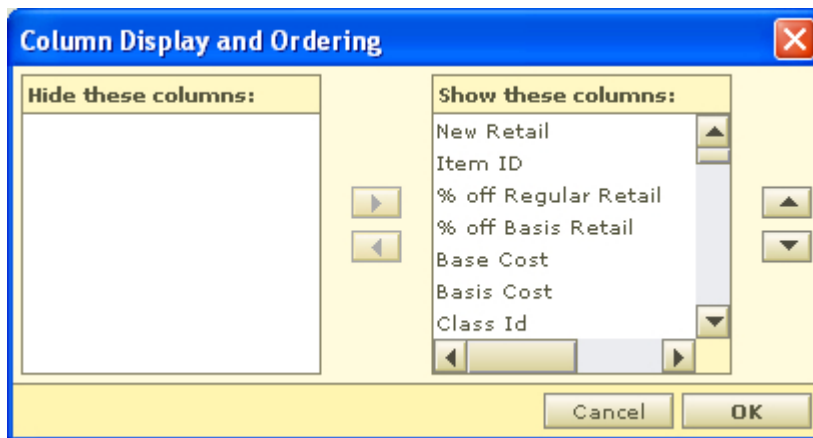 Column Display and Ordering
Hide these columns:
Show these columns:
New Retail
Item ID
% off Regular Retail
% off Basis Retail
Base Cost
Basis Cost
Class Id
Cancel
OK